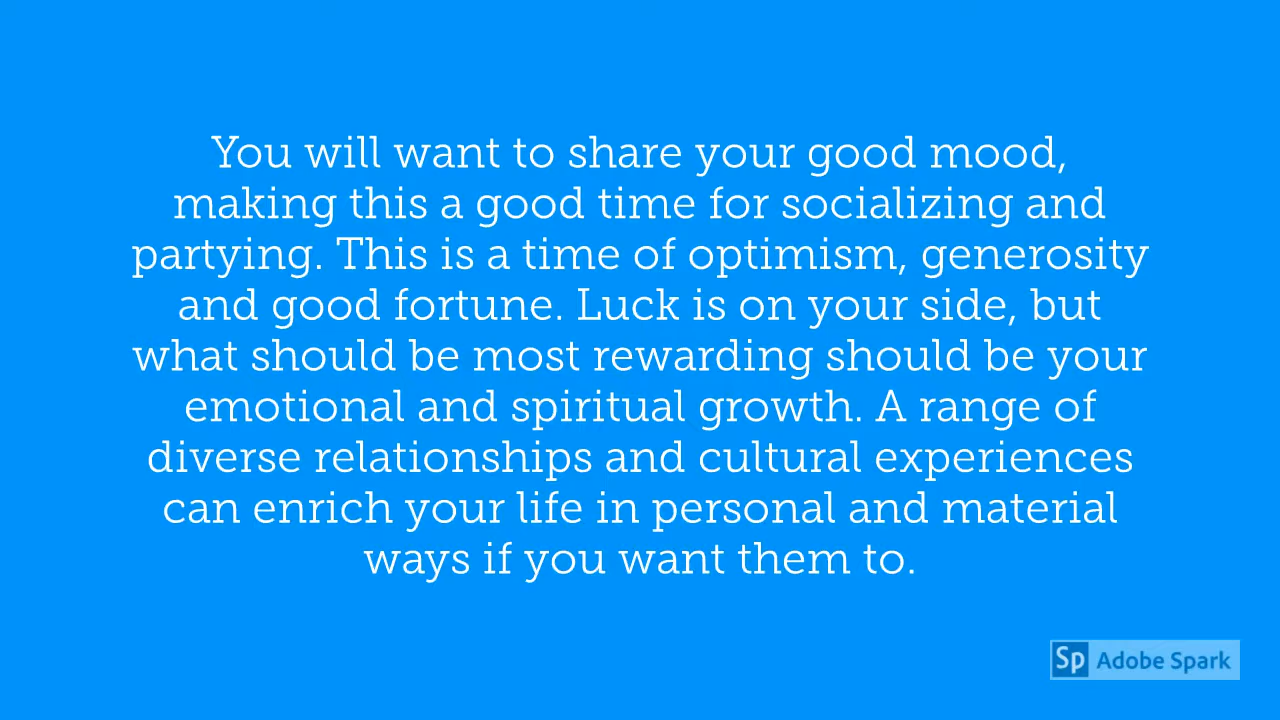 You will want to share your good mood,
making this a good time for socializing and
partying. This is a time of optimism, generosity
and good fortune. Luck is on your side, but
what should be most rewarding should be your
emotional and spiritual growth. A range of
diverse relationships and cultural experiences
can enrich your life in personal and material
ways if you want them to.
Sp Adobe Spark